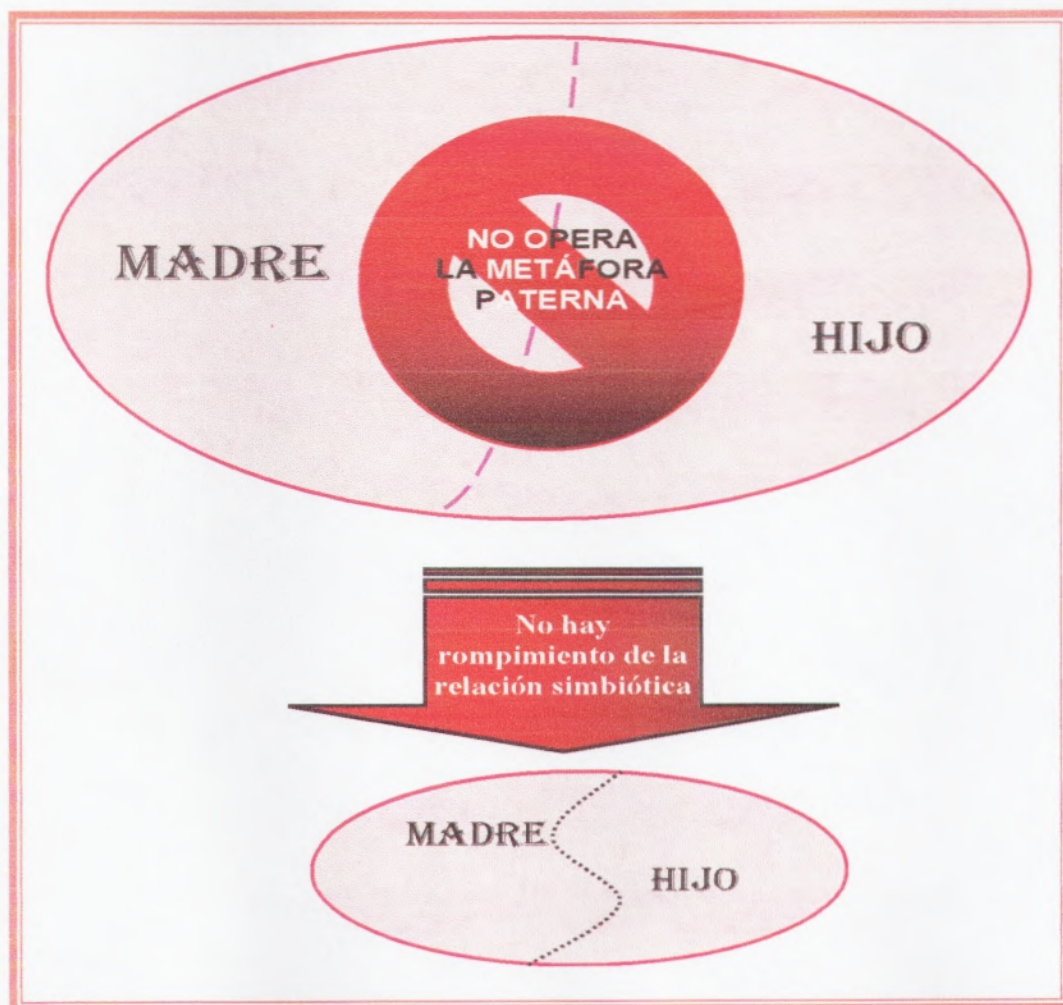 MADRE
NO OPERA
LA METÁFORA
PATERNA
HIJO
No hay
rompimiento de la
relación simbiótica
MADRE
HIJO